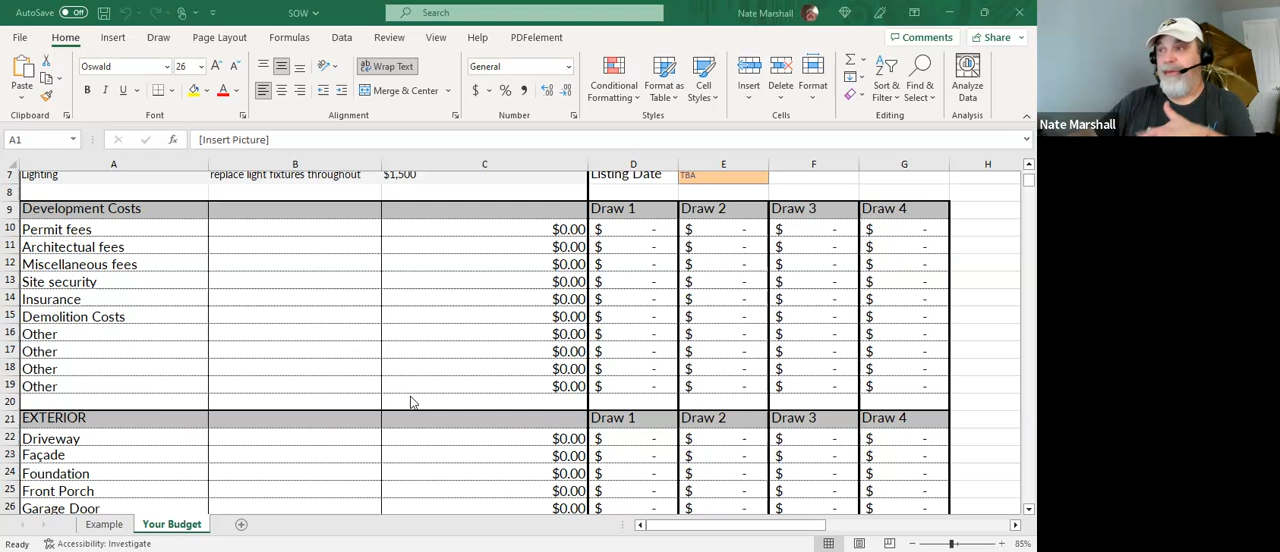 AutoSave Off SOW Search Nate Marshall
File Home Insert Draw Page Layout Formulas Data Review View Help PDFelement Comments Share
Paste Oswald 26 A A Wrap Text General Conditional Formatting Format as Table Cell Styles Insert Delete Format Sort & Filter Find & Select Analyze Data
B I U A Merge & Center $ % 9
Clipboard Font Alignment Number Styles Cells Editing Analysis
A1 fx [Insert Picture]
A B C D E F G H
7 Lighting replace light fixtures throughout $1,500 Listing Date TBA
8
9 Development Costs Draw 1 Draw 2 Draw 3 Draw 4
10 Permit fees $0.00 $ - $ - $ - $ -
11 Architectual fees $0.00 $ - $ - $ - $ -
12 Miscellaneous fees $0.00 $ - $ - $ - $ -
13 Site security $0.00 $ - $ - $ - $ -
14 Insurance $0.00 $ - $ - $ - $ -
15 Demolition Costs $0.00 $ - $ - $ - $ -
16 Other $0.00 $ - $ - $ - $ -
17 Other $0.00 $ - $ - $ - $ -
18 Other $0.00 $ - $ - $ - $ -
19 Other $0.00 $ - $ - $ - $ -
20
21 EXTERIOR Draw 1 Draw 2 Draw 3 Draw 4
22 Driveway $0.00 $ - $ - $ - $ -
23 Façade $0.00 $ - $ - $ - $ -
24 Foundation $0.00 $ - $ - $ - $ -
25 Front Porch $0.00 $ - $ - $ - $ -
26 Garage Door $0.00 $ - $ - $ - $ -
Example Your Budget
Ready Accessibility: Investigate 85%
Nate Marshall